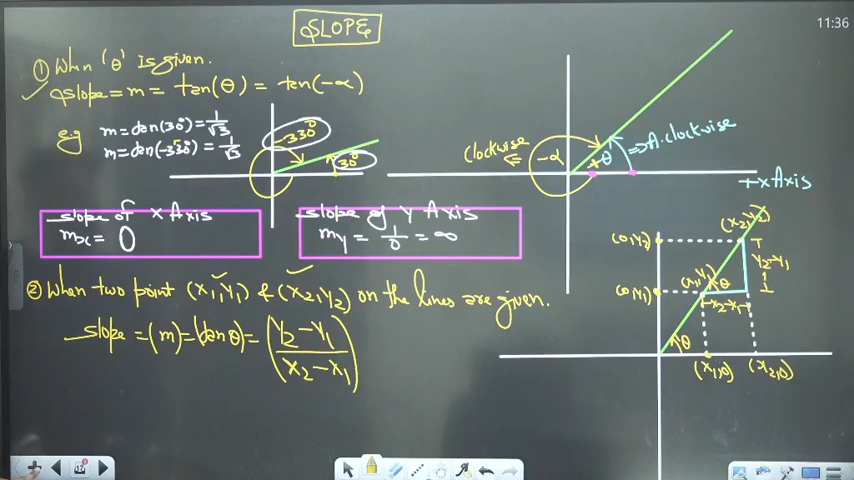 SLOPE
11:36
① When 'θ' is given.
slope = m = tan(θ) = tan(-α)
e.g m = tan(30°) = 1/√3
m = tan(-330°) = 1/√3
-330°
30°
clockwise
-α
+θ
⇒ A.clockwise
+x Axis
slope of x Axis
mx = 0
slope of y Axis
my = 1/0 = ∞
② When two point (x1,y1) & (x2,y2) on the lines are given.
slope = (m) = (tan θ) = (y2-y1 / x2-x1)
(x2,y2)
(0,y2)
y2-y1
(x1,y1)
θ
(0,y1)
x2-x1
θ
(x1,0)
(x2,0)
17